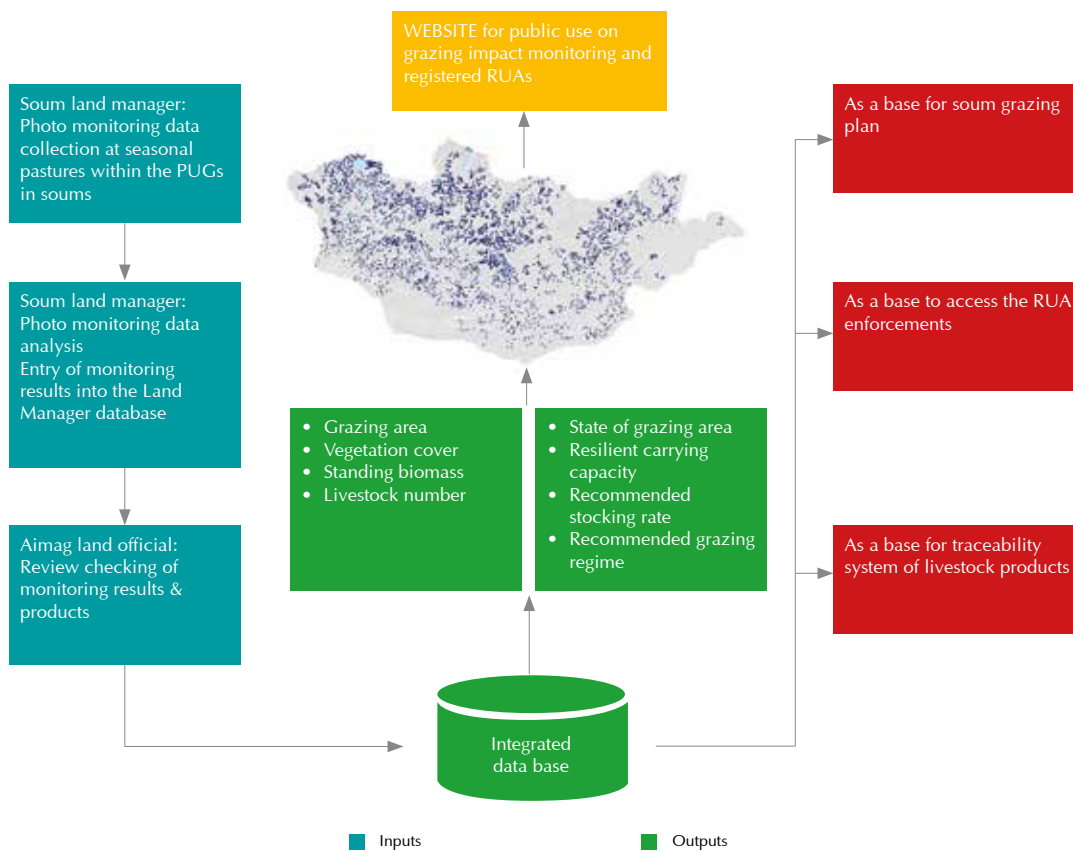 WEBSITE for public use on
grazing impact monitoring and
registered RUAs
Soum land manager:
Photo monitoring data
collection at seasonal
pastures within the PUGs
in soums
Soum land manager:
Photo monitoring data
analysis
Entry of monitoring
results into the Land
Manager database
Aimag land official:
Review checking of
monitoring results &
products
• Grazing area
• Vegetation cover
• Standing biomass
• Livestock number
• State of grazing area
• Resilient carrying
capacity
• Recommended
stocking rate
• Recommended grazing
regime
Integrated
data base
As a base for soum grazing
plan
As a base to access the RUA
enforcements
As a base for traceability
system of livestock products
Inputs
Outputs